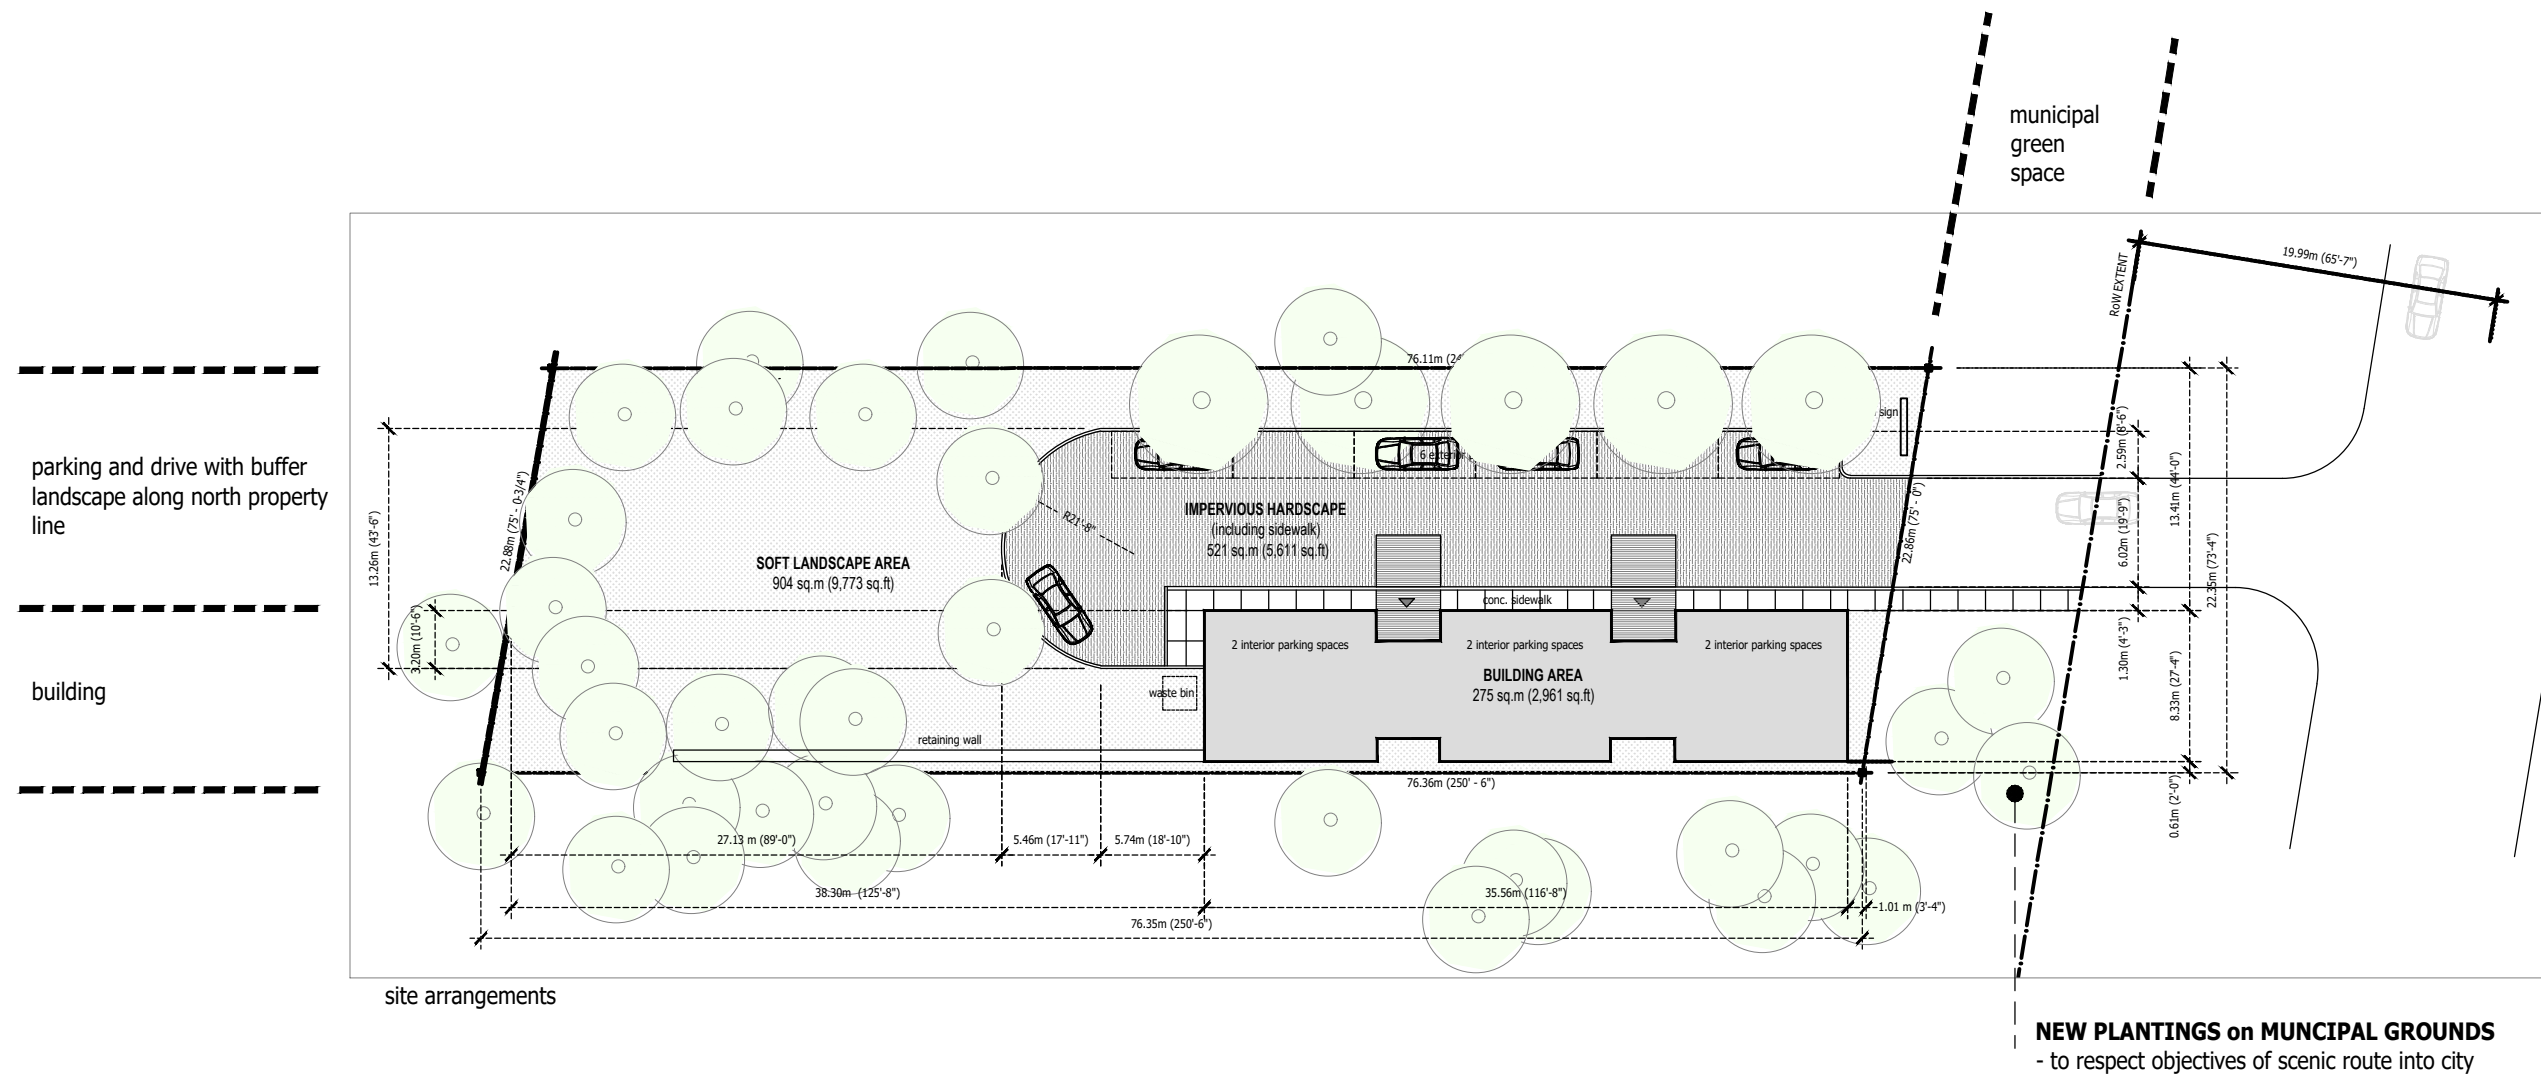 municipal
green
space
19.99m (65'-7")
RoW EXTENT
76.11m (24
sign
6 exterior
parking and drive with buffer
landscape along north property
line
22.88m (75' - 0-3/4")
13.26m (43'-6")
3.20m (10'-6")
R21'-8"
IMPERVIOUS HARDSCAPE
(including sidewalk)
521 sq.m (5,611 sq.ft)
SOFT LANDSCAPE AREA
904 sq.m (9,773 sq.ft)
22.86m (75' - 0")
2.59m (8'-6")
13.41m (44'-0")
6.02m (19'-9")
22.35m (73'-4")
conc. sidewalk
2 interior parking spaces
2 interior parking spaces
2 interior parking spaces
BUILDING AREA
275 sq.m (2,961 sq.ft)
1.30m (4'-3")
8.33m (27'-4")
0.61m (2'-0")
building
waste bin
retaining wall
76.36m (250' - 6")
27.13 m (89'-0")
5.46m (17'-11")
5.74m (18'-10")
38.30m (125'-8")
35.56m (116'-8")
1.01 m (3'-4")
76.35m (250'-6")
site arrangements
NEW PLANTINGS on MUNCIPAL GROUNDS
- to respect objectives of scenic route into city